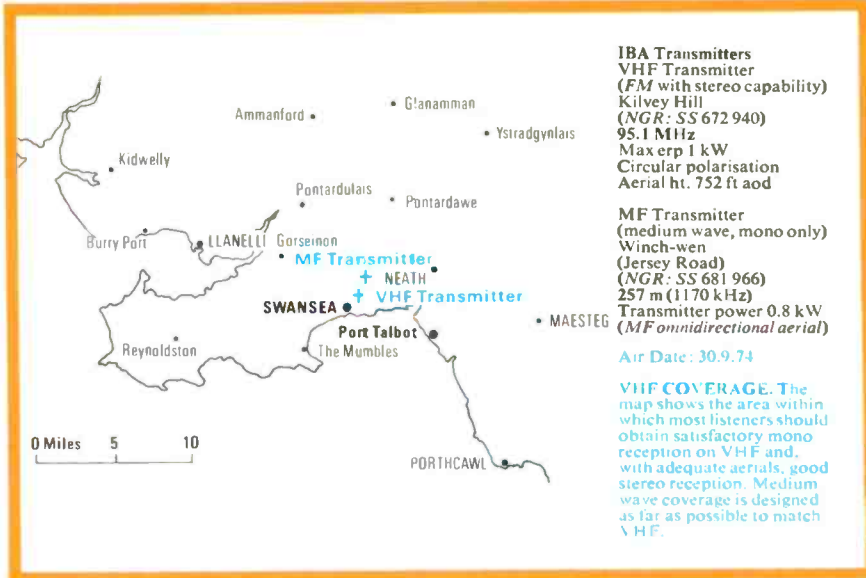 Ammanford
Glanamman
Ystradgynlais
Kidwelly
Pontardulais
Pontardawe
Burry Port
LLANELLI
Gorseinon
MF Transmitter
NEATH
SWANSEA
VHF Transmitter
MAESTEG
Port Talbot
Reynoldston
The Mumbles
0 Miles 5 10
PORTHCAWL
IBA Transmitters
VHF Transmitter
(FM with stereo capability)
Kilvey Hill
(NGR: SS 672 940)
95.1 MHz
Max erp 1 kW
Circular polarisation
Aerial ht. 752 ft aod
MF Transmitter
(medium wave, mono only)
Winch-wen
(Jersey Road)
(NGR: SS 681 966)
257 m (1170 kHz)
Transmitter power 0.8 kW
(MF omnidirectional aerial)
Air Date: 30.9.74
VHF COVERAGE. The
map shows the area within
which most listeners should
obtain satisfactory mono
reception on VHF and,
with adequate aerials, good
stereo reception. Medium
wave coverage is designed
as far as possible to match
VHF.